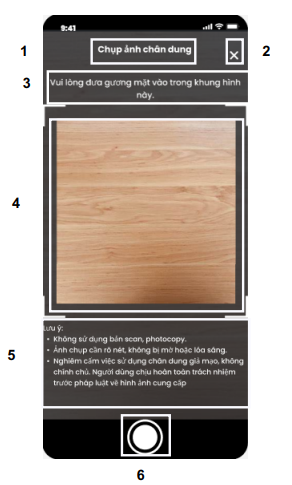 9:41
1
Chụp ảnh chân dung
2
3
Vui lòng đưa gương mặt vào trong khung hình
này.
4
5
Lưu ý:
• Không sử dụng bản scan, photocopy.
• Ảnh chụp cần rõ nét, không bị mờ hoặc lóa sáng.
• Nghiêm cấm việc sử dụng chân dung giả mạo, không
chính chủ. Người dùng chịu hoàn toàn trách nhiệm
trước pháp luật về hình ảnh cung cấp
6